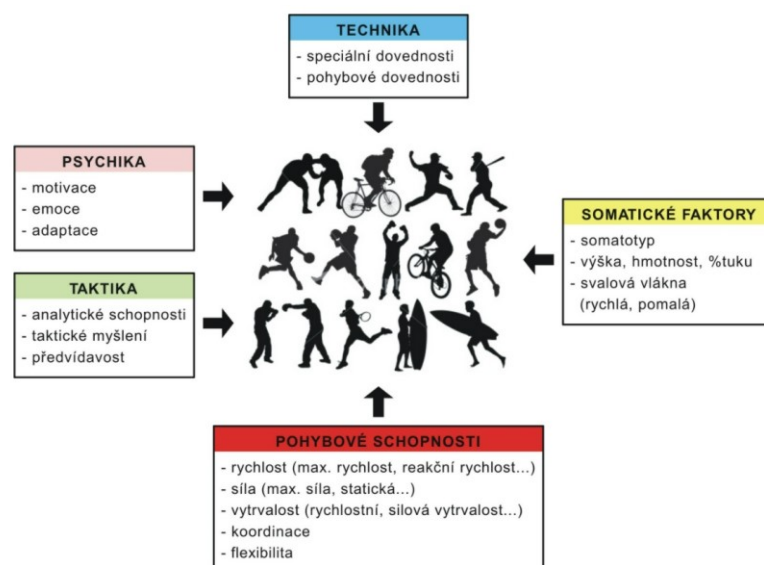 TECHNIKA
- speciální dovednosti
- pohybové dovednosti
PSYCHIKA
- motivace
- emoce
- adaptace
TAKTIKA
- analytické schopnosti
- taktické myšlení
- předvídavost
SOMATICKÉ FAKTORY
- somatotyp
- výška, hmotnost, %tuku
- svalová vlákna
(rychlá, pomalá)
POHYBOVÉ SCHOPNOSTI
- rychlost (max. rychlost, reakční rychlost...)
- síla (max. síla, statická...)
- vytrvalost (rychlostní, silová vytrvalost...)
- koordinace
- flexibilita